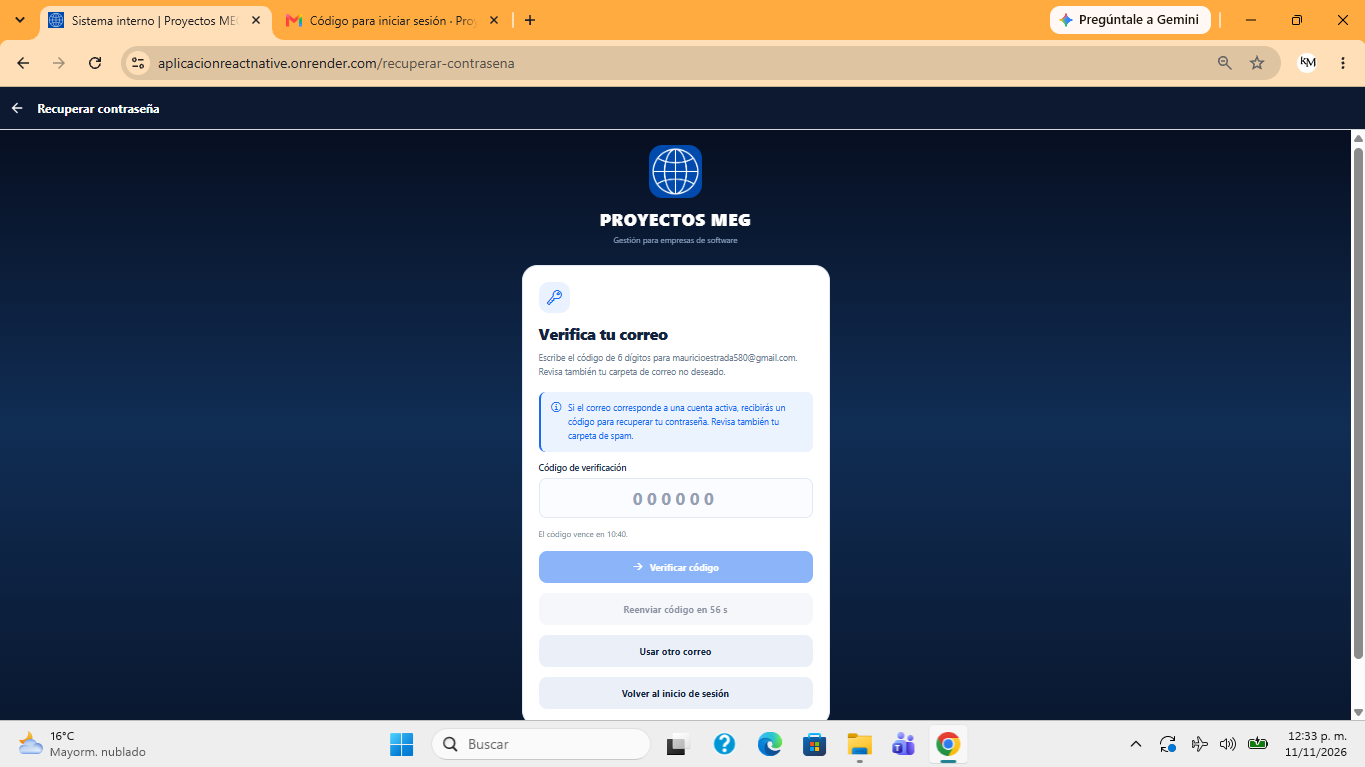 Sistema interno | Proyectos ME
Código para iniciar sesión · Pro
Pregúntale a Gemini
aplicacionreactnative.onrender.com/recuperar-contrasena
KM
Recuperar contraseña
PROYECTOS MEG
Gestión para empresas de software
Verifica tu correo
Escribe el código de 6 dígitos para mauricioestrada580@gmail.com.
Revisa también tu carpeta de correo no deseado.
Si el correo corresponde a una cuenta activa, recibirás un
código para recuperar tu contraseña. Revisa también tu
carpeta de spam.
Código de verificación
000000
El código vence en 10:40.
Verificar código
Reenviar código en 56 s
Usar otro correo
Volver al inicio de sesión
16°C
Mayorm. nublado
Buscar
12:33 p. m.
11/11/2026